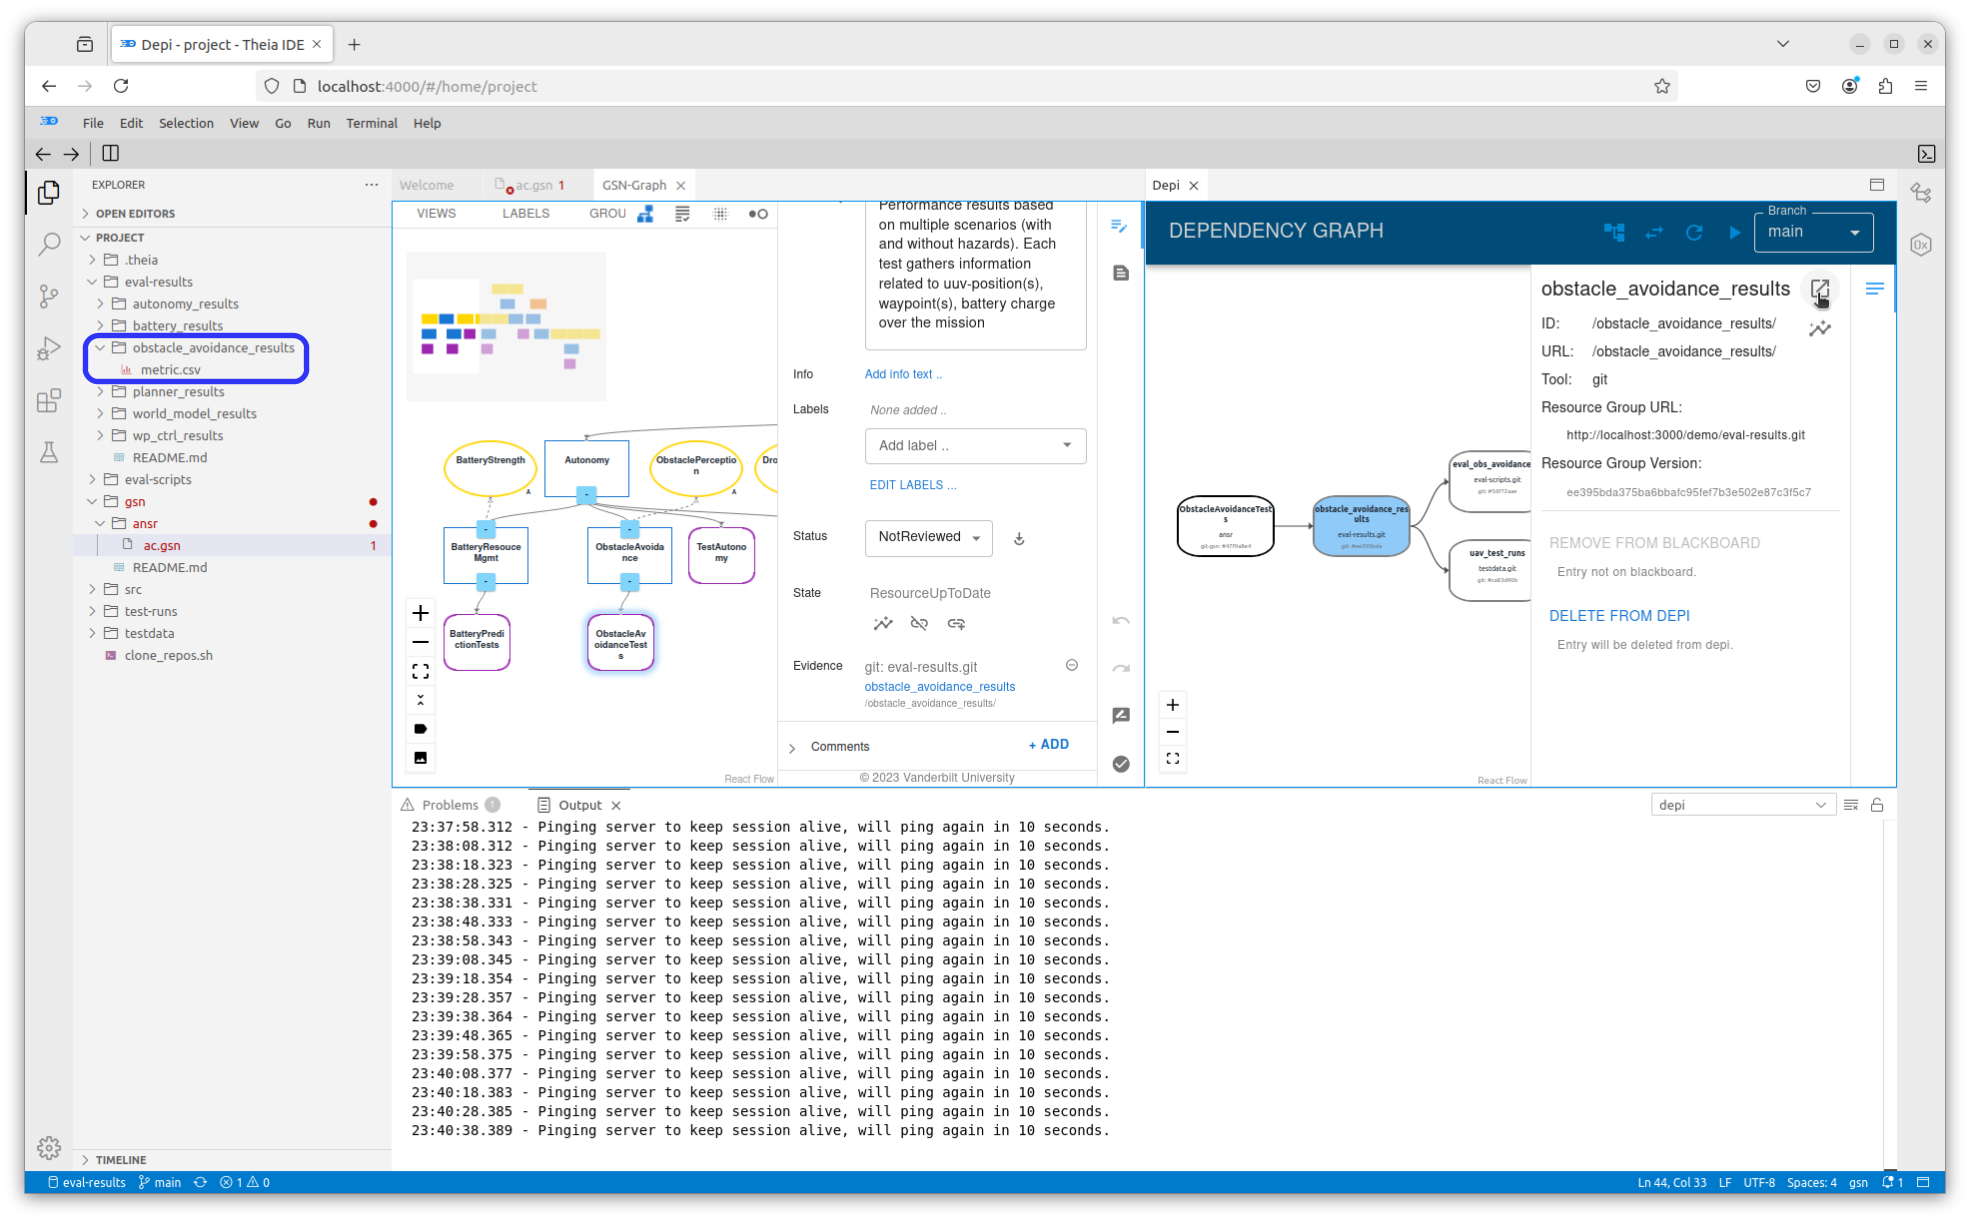 Depi - project - Theia IDE
localhost:4000/#/home/project
File Edit Selection View Go Run Terminal Help
EXPLORER
OPEN EDITORS
PROJECT
.theia
eval-results
autonomy_results
battery_results
obstacle_avoidance_results
metric.csv
planner_results
world_model_results
wp_ctrl_results
README.md
eval-scripts
gsn
ansr
ac.gsn 1
README.md
src
test-runs
testdata
clone_repos.sh
TIMELINE
Welcome
ac.gsn 1
GSN-Graph
VIEWS LABELS GROU
BatteryStrength
A
Autonomy
-
ObstaclePerceptio
n
A
Dro
-
BatteryResouce
Mgmt
-
-
ObstacleAvoida
nce
-
TestAutono
my
BatteryPredi
ctionTests
ObstacleAv
oidanceTest
s
React Flow
Performance results based
on multiple scenarios (with
and without hazards). Each
test gathers information
related to uuv-position(s),
waypoint(s), battery charge
over the mission
Info Add info text ..
Labels None added ..
Add label ..
EDIT LABELS ...
Status NotReviewed
State ResourceUpToDate
Evidence git: eval-results.git
obstacle_avoidance_results
/obstacle_avoidance_results/
Comments + ADD
© 2023 Vanderbilt University
Depi
DEPENDENCY GRAPH
Branch
main
ObstacleAvoidanceTest
s
ansr
obstacle_avoidance_res
ults
eval-results.git
eval_obs_avoidance
eval-scripts.git
uav_test_runs
testdata.git
React Flow
obstacle_avoidance_results
ID: /obstacle_avoidance_results/
URL: /obstacle_avoidance_results/
Tool: git
Resource Group URL:
http://localhost:3000/demo/eval-results.git
Resource Group Version:
ee395bda375ba6bbafc95fef7b3e502e87c3f5c7
REMOVE FROM BLACKBOARD
Entry not on blackboard.
DELETE FROM DEPI
Entry will be deleted from depi.
0x
Problems 1
Output
depi
23:37:58.312 - Pinging server to keep session alive, will ping again in 10 seconds.
23:38:08.312 - Pinging server to keep session alive, will ping again in 10 seconds.
23:38:18.323 - Pinging server to keep session alive, will ping again in 10 seconds.
23:38:28.325 - Pinging server to keep session alive, will ping again in 10 seconds.
23:38:38.331 - Pinging server to keep session alive, will ping again in 10 seconds.
23:38:48.333 - Pinging server to keep session alive, will ping again in 10 seconds.
23:38:58.343 - Pinging server to keep session alive, will ping again in 10 seconds.
23:39:08.345 - Pinging server to keep session alive, will ping again in 10 seconds.
23:39:18.354 - Pinging server to keep session alive, will ping again in 10 seconds.
23:39:28.357 - Pinging server to keep session alive, will ping again in 10 seconds.
23:39:38.364 - Pinging server to keep session alive, will ping again in 10 seconds.
23:39:48.365 - Pinging server to keep session alive, will ping again in 10 seconds.
23:39:58.375 - Pinging server to keep session alive, will ping again in 10 seconds.
23:40:08.377 - Pinging server to keep session alive, will ping again in 10 seconds.
23:40:18.383 - Pinging server to keep session alive, will ping again in 10 seconds.
23:40:28.385 - Pinging server to keep session alive, will ping again in 10 seconds.
23:40:38.389 - Pinging server to keep session alive, will ping again in 10 seconds.
eval-results main 1 0
Ln 44, Col 33 LF UTF-8 Spaces: 4 gsn 1